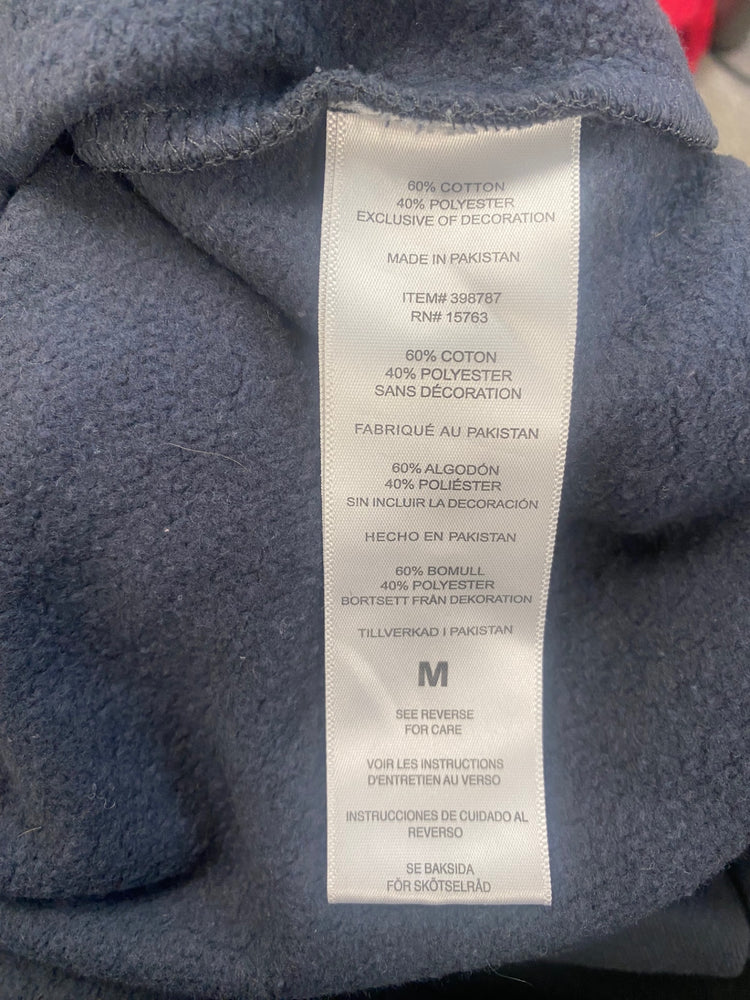 60% COTTON
40% POLYESTER
EXCLUSIVE OF DECORATION
MADE IN PAKISTAN
ITEM# 398787
RN# 15763
60% COTON
40% POLYESTER
SANS DÉCORATION
FABRIQUÉ AU PAKISTAN
60% ALGODÓN
40% POLIÉSTER
SIN INCLUIR LA DECORACIÓN
HECHO EN PAKISTAN
60% BOMULL
40% POLYESTER
BORTSETT FRÅN DEKORATION
TILLVERKAD I PAKISTAN
M
SEE REVERSE
FOR CARE
VOIR LES INSTRUCTIONS
D'ENTRETIEN AU VERSO
INSTRUCCIONES DE CUIDADO AL
REVERSO
SE BAKSIDA
FÖR SKÖTSELRÅD